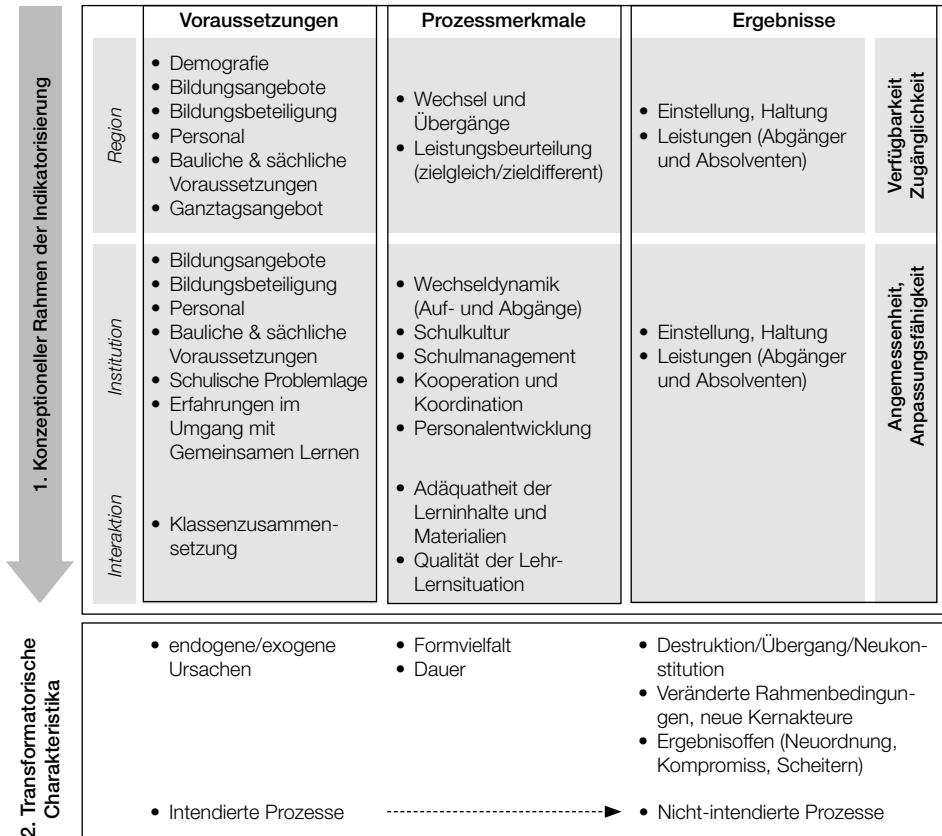 1. Konzeptioneller Rahmen der Indikatorisierung
Voraussetzungen
Prozessmerkmale
Ergebnisse
Region
• Demografie
• Bildungsangebote
• Bildungsbeteiligung
• Personal
• Bauliche & sächliche
Voraussetzungen
• Ganztagsangebot
• Wechsel und
Übergänge
• Leistungsbeurteilung
(zielgleich/zieldifferent)
• Einstellung, Haltung
• Leistungen (Abgänger
und Absolventen)
Verfügbarkeit
Zugänglichkeit
Institution
• Bildungsangebote
• Bildungsbeteiligung
• Personal
• Bauliche & sächliche
Voraussetzungen
• Schulische Problemlage
• Erfahrungen im
Umgang mit
Gemeinsamen Lernen
• Wechseldynamik
(Auf- und Abgänge)
• Schulkultur
• Schulmanagement
• Kooperation und
Koordination
• Personalentwicklung
• Einstellung, Haltung
• Leistungen (Abgänger
und Absolventen)
Angemessenheit,
Anpassungsfähigkeit
Interaktion
• Klassenzusammen-
setzung
• Adäquatheit der
Lerninhalte und
Materialien
• Qualität der Lehr-
Lernsituation
2. Transformatorische
Charakteristika
• endogene/exogene
Ursachen
• Formvielfalt
• Dauer
• Destruktion/Übergang/Neukon-
stitution
• Veränderte Rahmenbedingun-
gen, neue Kernakteure
• Ergebnisoffen (Neuordnung,
Kompromiss, Scheitern)
• Intendierte Prozesse
• Nicht-intendierte Prozesse